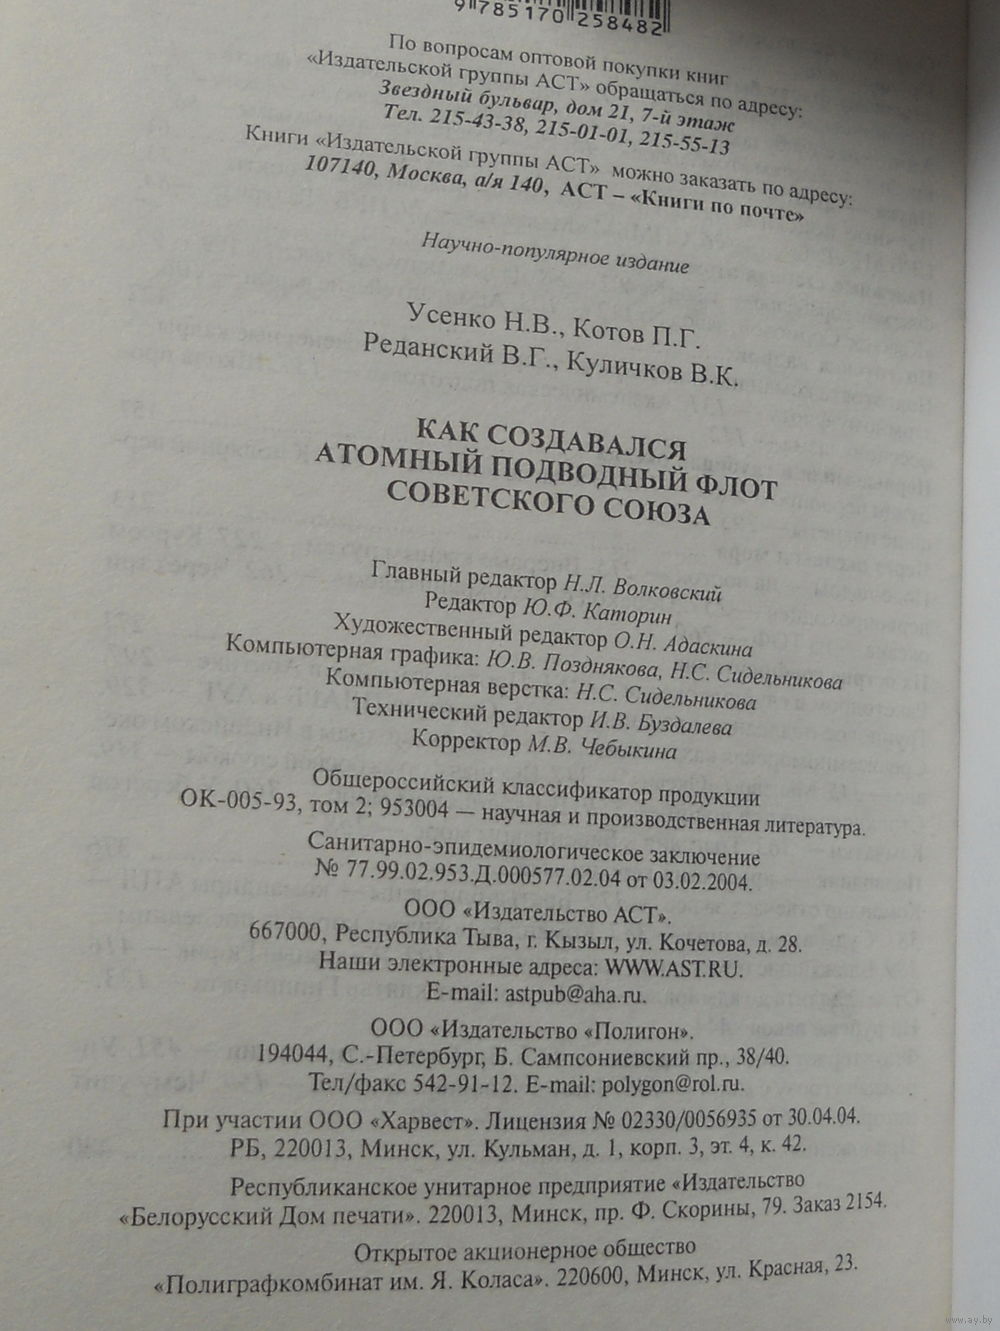 9 785170 258482
По вопросам оптовой покупки книг
«Издательской группы АСТ» обращаться по адресу:
Звездный бульвар, дом 21, 7-й этаж
Тел. 215-43-38, 215-01-01, 215-55-13
Книги «Издательской группы АСТ» можно заказать по адресу:
107140, Москва, а/я 140, АСТ – «Книги по почте»
Научно-популярное издание
Усенко Н.В., Котов П.Г.
Реданский В.Г., Куличков В.К.
КАК СОЗДАВАЛСЯ
АТОМНЫЙ ПОДВОДНЫЙ ФЛОТ
СОВЕТСКОГО СОЮЗА
Главный редактор Н.Л. Волковский
Редактор Ю.Ф. Каторин
Художественный редактор О.Н. Адаскина
Компьютерная графика: Ю.В. Позднякова, Н.С. Сидельникова
Компьютерная верстка: Н.С. Сидельникова
Технический редактор И.В. Буздалева
Корректор М.В. Чебыкина
Общероссийский классификатор продукции
ОК-005-93, том 2; 953004 — научная и производственная литература.
Санитарно-эпидемиологическое заключение
№ 77.99.02.953.Д.000577.02.04 от 03.02.2004.
ООО «Издательство АСТ».
667000, Республика Тыва, г. Кызыл, ул. Кочетова, д. 28.
Наши электронные адреса: WWW.AST.RU.
E-mail: astpub@aha.ru.
ООО «Издательство «Полигон».
194044, С.-Петербург, Б. Сампсониевский пр., 38/40.
Тел/факс 542-91-12. E-mail: polygon@rol.ru.
При участии ООО «Харвест». Лицензия № 02330/0056935 от 30.04.04.
РБ, 220013, Минск, ул. Кульман, д. 1, корп. 3, эт. 4, к. 42.
Республиканское унитарное предприятие «Издательство
«Белорусский Дом печати». 220013, Минск, пр. Ф. Скорины, 79. Заказ 2154.
Открытое акционерное общество
«Полиграфкомбинат им. Я. Коласа». 220600, Минск, ул. Красная, 23.
www.ay.by